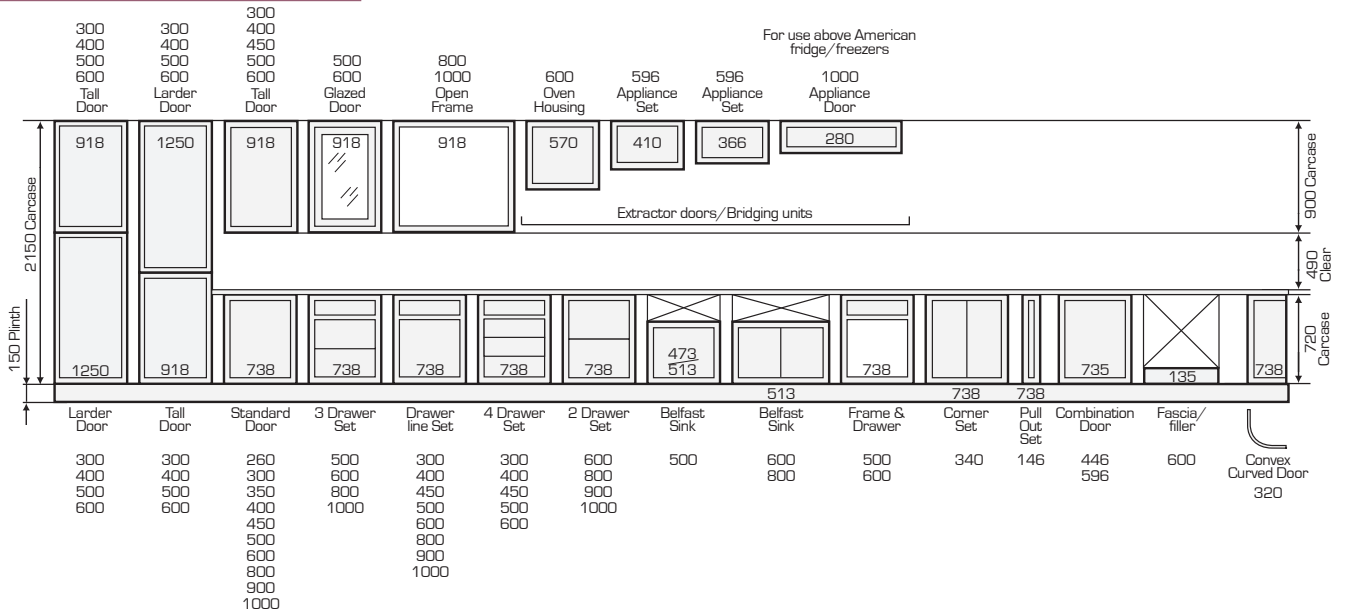 300
400
500
600
Tall
Door
300
400
500
600
Larder
Door
300
400
450
500
600
Tall
Door
500
600
Glazed
Door
800
1000
Open
Frame
600
Oven
Housing
596
Appliance
Set
596
Appliance
Set
For use above American
fridge/freezers
1000
Appliance
Door
918
1250
918
918
918
570
410
366
280
Extractor doors/Bridging units
2150 Carcase
150 Plinth
900 Carcase
490
Clear
720
Carcase
1250
918
738
738
738
738
738
473
513
513
738
738
738
735
135
738
Larder
Door
300
400
500
600
Tall
Door
300
400
500
600
Standard
Door
260
300
350
400
450
500
600
800
900
1000
3 Drawer
Set
500
600
800
1000
Drawer
line Set
300
400
450
500
600
800
900
1000
4 Drawer
Set
300
400
450
500
600
2 Drawer
Set
600
800
900
1000
Belfast
Sink
500
Belfast
Sink
600
800
Frame &
Drawer
500
600
Corner
Set
340
Pull
Out
Set
146
Combination
Door
446
596
Fascia/
filler
600
Convex
Curved Door
320